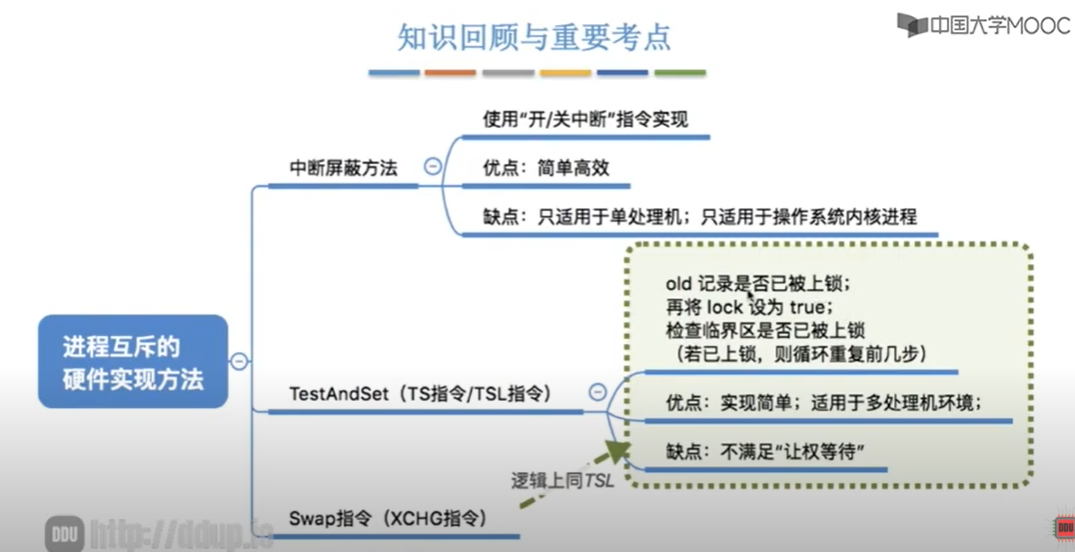 中国大学MOOC
知识回顾与重要考点
使用“开/关中断”指令实现
中断屏蔽方法
优点：简单高效
缺点：只适用于单处理机；只适用于操作系统内核进程
old 记录是否已被上锁；
再将 lock 设为 true；
检查临界区是否已被上锁
（若已上锁，则循环重复前几步）
进程互斥的
硬件实现方法
TestAndSet（TS指令/TSL指令）
优点：实现简单；适用于多处理机环境；
缺点：不满足“让权等待”
逻辑上同TSL
Swap指令（XCHG指令）
DDU http://ddup.io
DDU